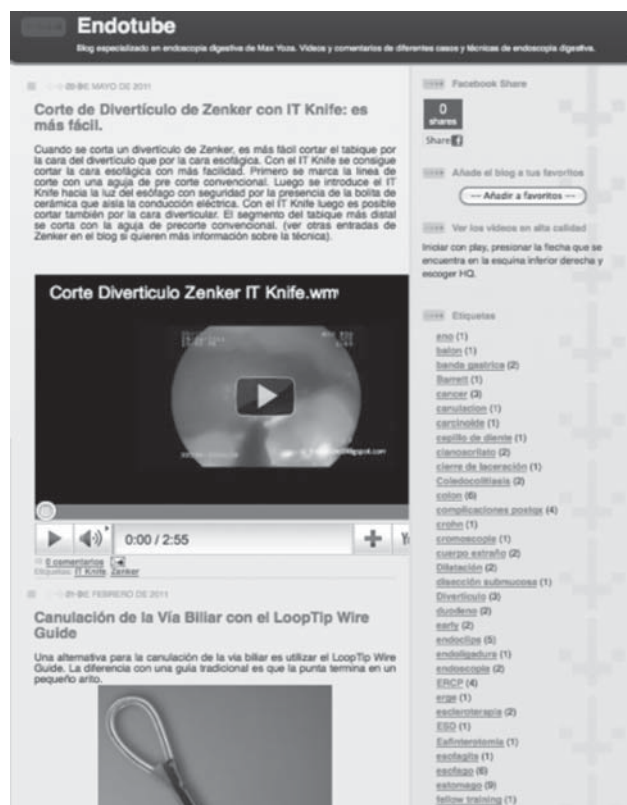 Endotube
Blog especializado en endoscopia digestiva de Max Yoza. Videos y comentarios de diferentes casos y técnicas de endoscopia digestiva.
DE MAYO DE 2011
Corte de Divertículo de Zenker con IT Knife: es
más fácil.
Cuando se corta un divertículo de Zenker, es más fácil cortar el tabique por
la cara del divertículo que por la cara esofágica. Con el IT Knife se consigue
cortar la cara esofágica con más facilidad. Primero se marca la linea de
corte con una aguja de pre corte convencional. Luego se introduce el IT
Knife hacia la luz del esófago con seguridad por la presencia de la bolita de
cerámica que aisla la conducción eléctrica. Con el IT Knife luego es posible
cortar también por la cara diverticular. El segmento del tabique más distal
se corta con la aguja de precorte convencional. (ver otras entradas de
Zenker en el blog si quieren más información sobre la técnica).
Corte Diverticulo Zenker IT Knife.wm
0:00 / 2:55
0 comentarios
Etiquetas: IT Knife, Zenker
DE FEBRERO DE 2011
Canulación de la Vía Biliar con el LoopTip Wire
Guide
Una alternativa para la canulación de la via biliar es utilizar el LoopTip Wire
Guide. La diferencia con una guia tradicional es que la punta termina en un
pequeño arito.
Facebook Share
0
shares
Share
Añade el blog a tus favoritos
--- Añadir a favoritos ---
Ver los videos en alta calidad
Iniciar con play, presionar la flecha que se
encuentra en la esquina inferior derecha y
escoger HQ.
Etiquetas
ano (1)
balon (1)
banda gastrica (2)
Barrett (1)
cancer (3)
canulacion (1)
carcinoide (1)
cepillo de diente (1)
cianoacrilato (2)
cierre de laceración (1)
Coledocolitiasis (2)
colon (6)
complicaciones postqx (4)
crohn (1)
cromoscopia (1)
cuerpo extraño (2)
Dilatación (2)
disección submucosa (1)
Diverticulo (3)
duodeno (2)
early (2)
endoclips (5)
endoligadura (1)
endoscopia (2)
ERCP (4)
erge (1)
escleroterapia (2)
ESD (1)
Esfinterotomia (1)
esofagitis (1)
esofago (6)
estomago (9)
fellow training (1)